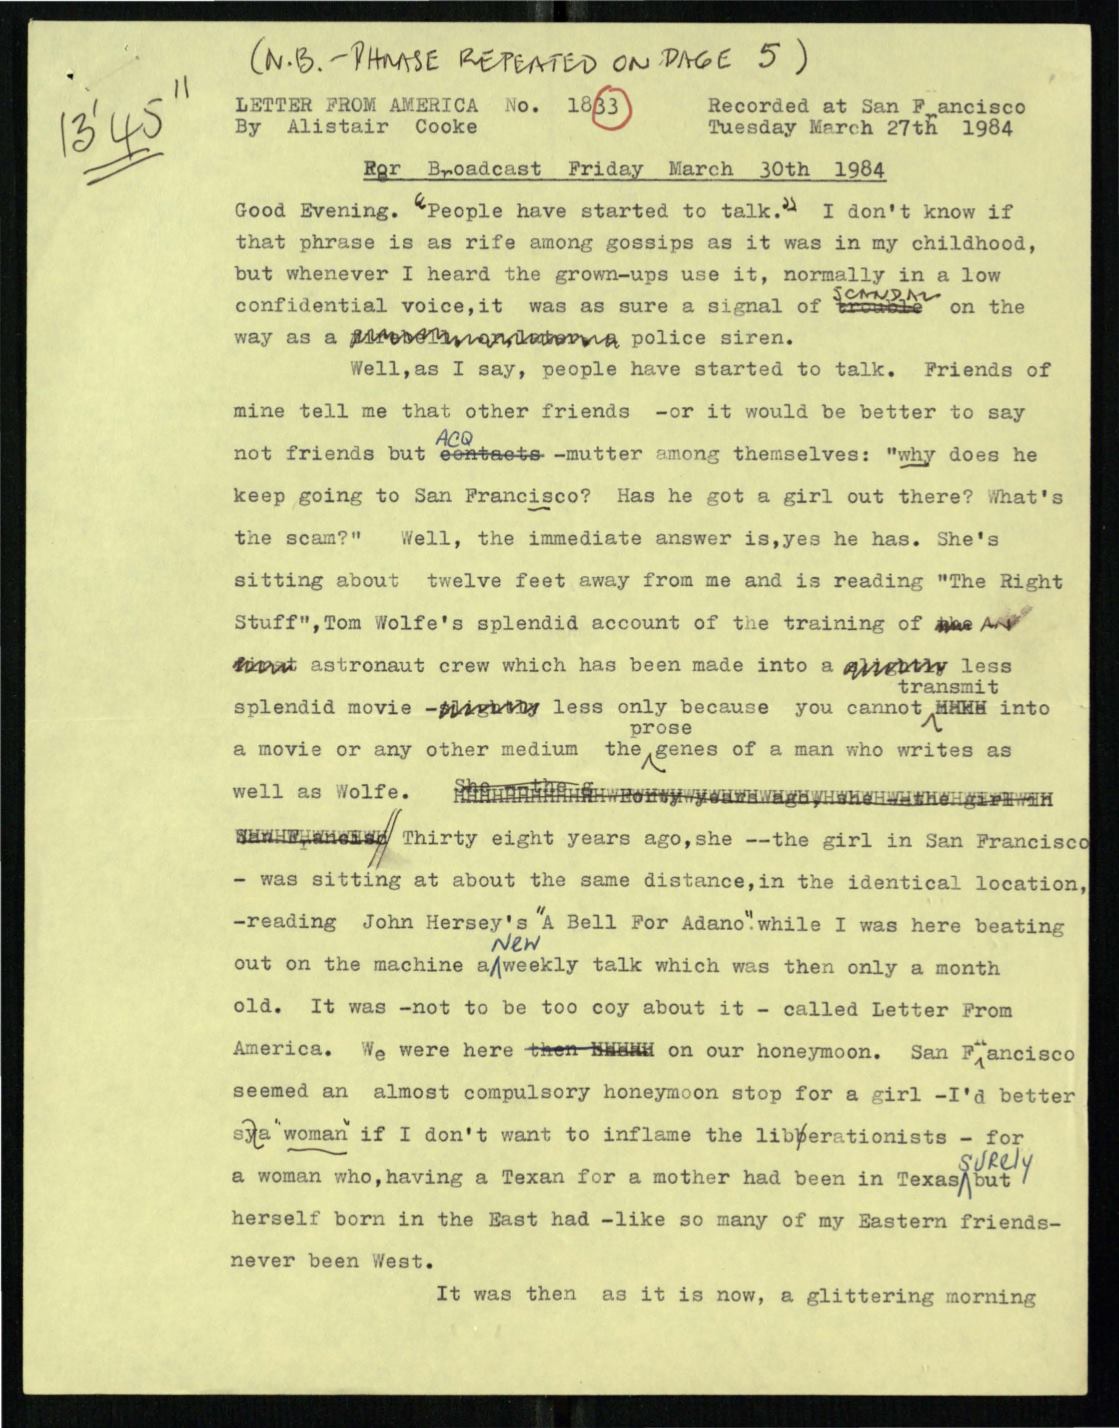 (N.B. - PHRASE REPEATED ON PAGE 5)
13'45"
LETTER FROM AMERICA No. 1833 Recorded at San Francisco
By Alistair Cooke Tuesday March 27th 1984
For Broadcast Friday March 30th 1984
Good Evening. "People have started to talk." I don't know if
that phrase is as rife among gossips as it was in my childhood,
but whenever I heard the grown-ups use it, normally in a low
SCANDAL
confidential voice,it was as sure a signal of trouble on the
way as a police siren.
Well,as I say, people have started to talk. Friends of
mine tell me that other friends -or it would be better to say
ACQ
not friends but contacts -mutter among themselves: "why does he
keep going to San Francisco? Has he got a girl out there? What's
the scam?" Well, the immediate answer is,yes he has. She's
sitting about twelve feet away from me and is reading "The Right
Stuff",Tom Wolfe's splendid account of the training of the AN
astronaut crew which has been made into a slightly less
transmit
splendid movie -slightly less only because you cannot into
prose
a movie or any other medium the genes of a man who writes as
well as Wolfe. She --the g Forty years ago, she --the girl in
San Francisc Thirty eight years ago,she --the girl in San Francisco
- was sitting at about the same distance,in the identical location,
-reading John Hersey's "A Bell For Adano". while I was here beating
New
out on the machine a weekly talk which was then only a month
old. It was -not to be too coy about it - called Letter From
America. We were here then on our honeymoon. San Francisco
seemed an almost compulsory honeymoon stop for a girl -I'd better
sya "woman" if I don't want to inflame the libberationists - for
SURELY
a woman who,having a Texan for a mother had been in Texas but
herself born in the East had -like so many of my Eastern friends-
never been West.
It was then as it is now, a glittering morning